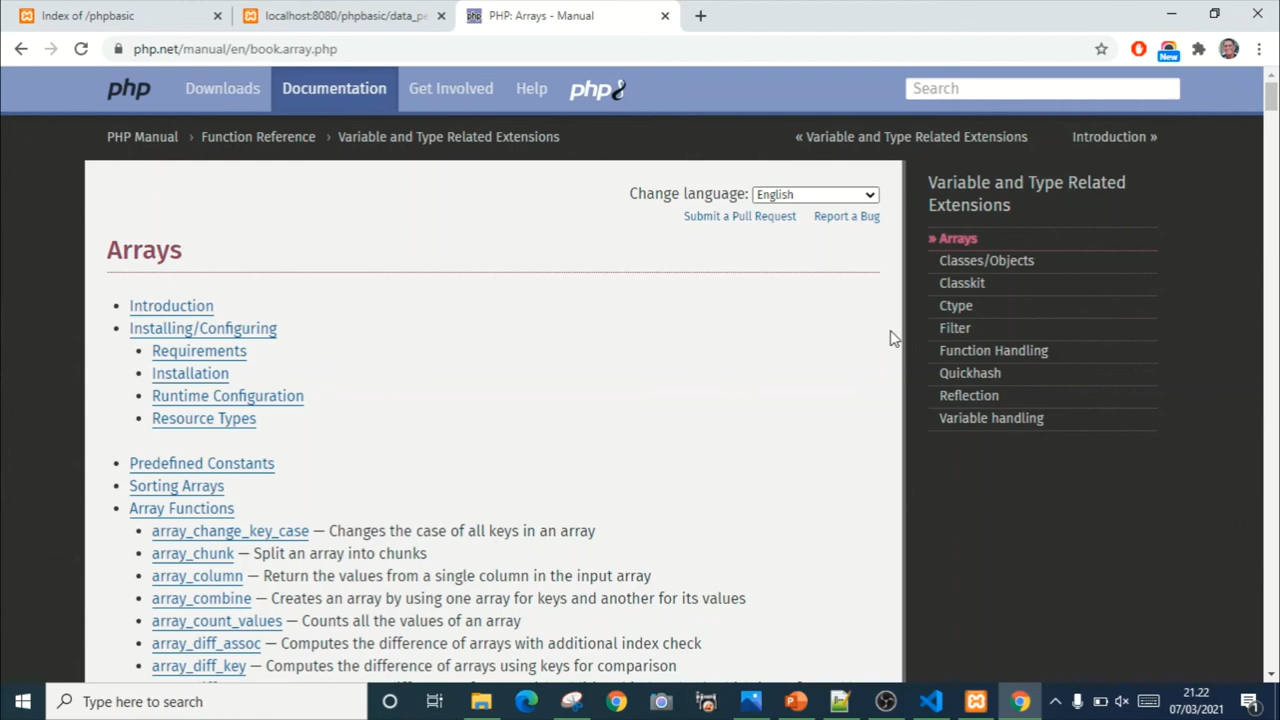 Index of /phpbasic
localhost:8080/phpbasic/data_pe
php
PHP: Arrays - Manual
php.net/manual/en/book.array.php
New
php
Downloads
Documentation
Get Involved
Help
php8
Search
PHP Manual › Function Reference › Variable and Type Related Extensions
« Variable and Type Related Extensions
Introduction »
Change language: English
Submit a Pull Request
Report a Bug
Arrays
• Introduction
• Installing/Configuring
• Requirements
• Installation
• Runtime Configuration
• Resource Types
• Predefined Constants
• Sorting Arrays
• Array Functions
• array_change_key_case — Changes the case of all keys in an array
• array_chunk — Split an array into chunks
• array_column — Return the values from a single column in the input array
• array_combine — Creates an array by using one array for keys and another for its values
• array_count_values — Counts all the values of an array
• array_diff_assoc — Computes the difference of arrays with additional index check
• array_diff_key — Computes the difference of arrays using keys for comparison
Variable and Type Related
Extensions
» Arrays
Classes/Objects
Classkit
Ctype
Filter
Function Handling
Quickhash
Reflection
Variable handling
Type here to search
21.22
07/03/2021
1